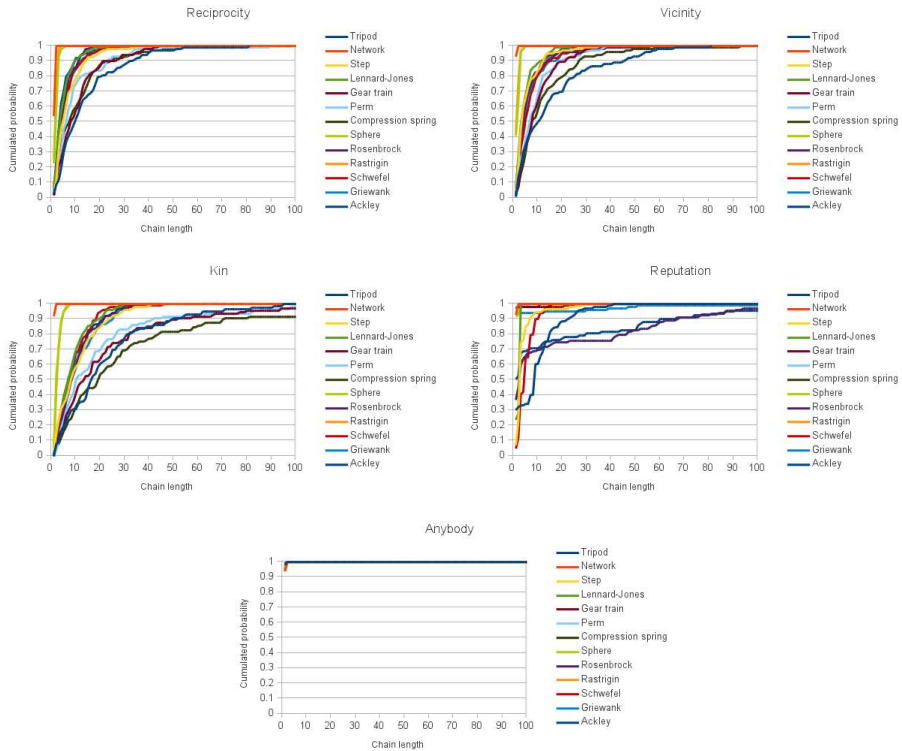 Reciprocity
Cumulated probability
1
0.9
0.8
0.7
0.6
0.5
0.4
0.3
0.2
0.1
0
0 10 20 30 40 50 60 70 80 90 100
Chain length
Tripod
Network
Step
Lennard-Jones
Gear train
Perm
Compression spring
Sphere
Rosenbrock
Rastrigin
Schwefel
Griewank
Ackley
Vicinity
Cumulated probability
1
0.9
0.8
0.7
0.6
0.5
0.4
0.3
0.2
0.1
0
0 10 20 30 40 50 60 70 80 90 100
Chain length
Tripod
Network
Step
Lennard-Jones
Gear train
Perm
Compression spring
Sphere
Rosenbrock
Rastrigin
Schwefel
Griewank
Ackley
Kin
Cumulated probability
1
0.9
0.8
0.7
0.6
0.5
0.4
0.3
0.2
0.1
0
0 10 20 30 40 50 60 70 80 90 100
Chain length
Tripod
Network
Step
Lennard-Jones
Gear train
Perm
Compression spring
Sphere
Rosenbrock
Rastrigin
Schwefel
Griewank
Ackley
Reputation
Cumulated probability
1
0.9
0.8
0.7
0.6
0.5
0.4
0.3
0.2
0.1
0
0 10 20 30 40 50 60 70 80 90 100
Chain length
Tripod
Network
Step
Lennard-Jones
Gear train
Perm
Compression spring
Sphere
Rosenbrock
Rastrigin
Schwefel
Griewank
Ackley
Anybody
Cumulated probability
1
0.9
0.8
0.7
0.6
0.5
0.4
0.3
0.2
0.1
0
0 10 20 30 40 50 60 70 80 90 100
Chain length
Tripod
Network
Step
Lennard-Jones
Gear train
Perm
Compression spring
Sphere
Rosenbrock
Rastrigin
Schwefel
Griewank
Ackley